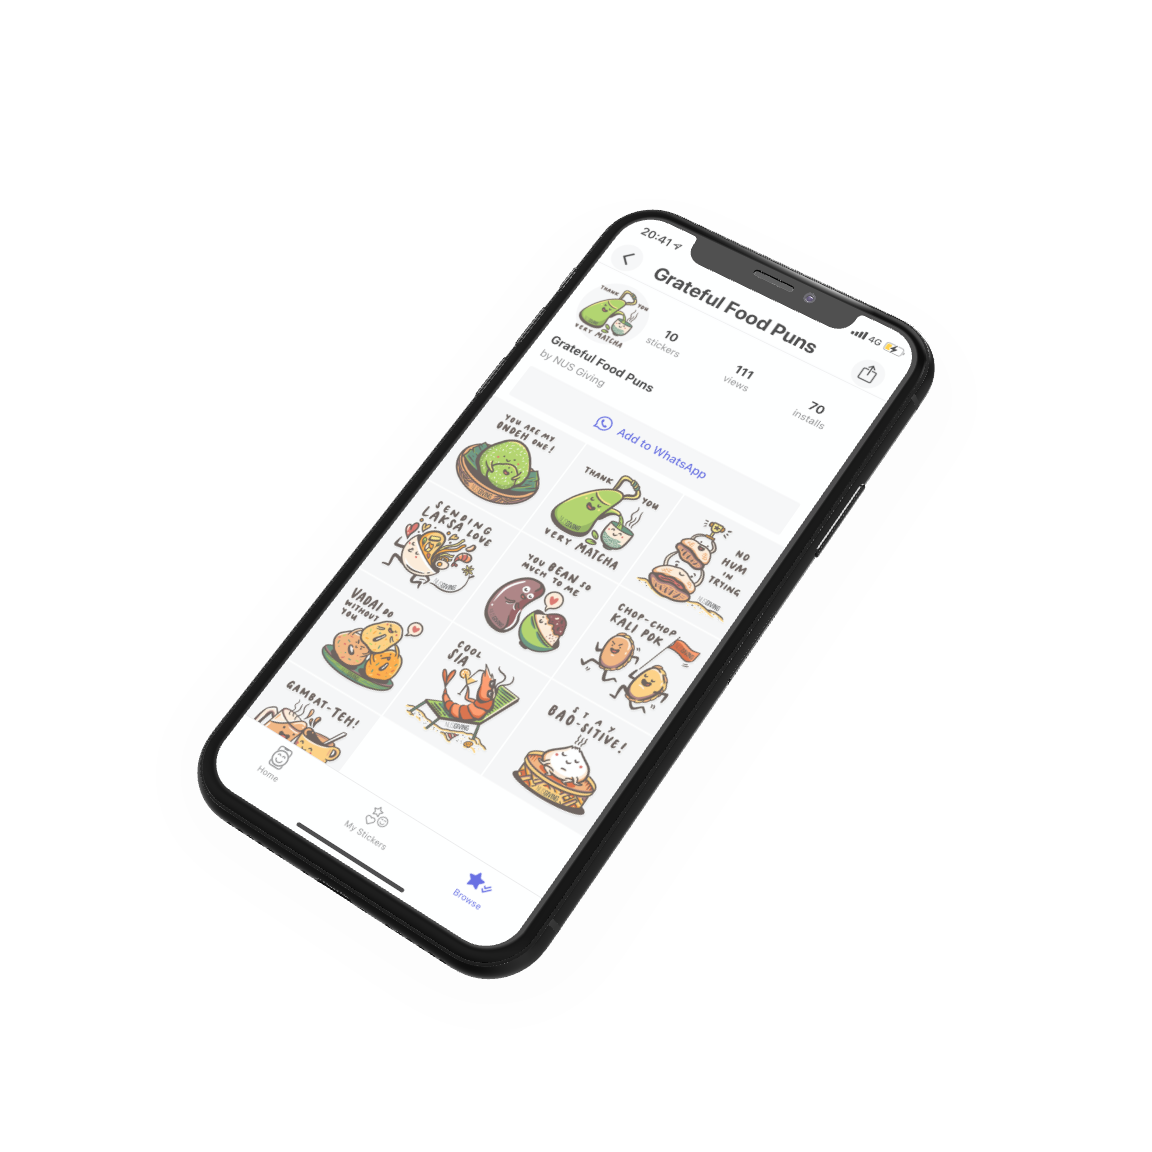 20:41
4G
Grateful Food Puns
THANK YOU
VERY MATCHA
10
stickers
111
views
70
installs
Grateful Food Puns
by NUS Giving
Add to WhatsApp
YOU ARE MY
ONDEH ONE!
THANK YOU
VERY MATCHA
NO
HUM
IN
TRYING
SENDING
LAKSA LOVE
YOU BEAN SO
MUCH TO ME
CHOP-CHOP
KALI POK
VADAI DO
WITHOUT
YOU
COOL
SIA
STAY
BAO-SITIVE!
GAMBAT-TEH!
Home
My Stickers
Browse